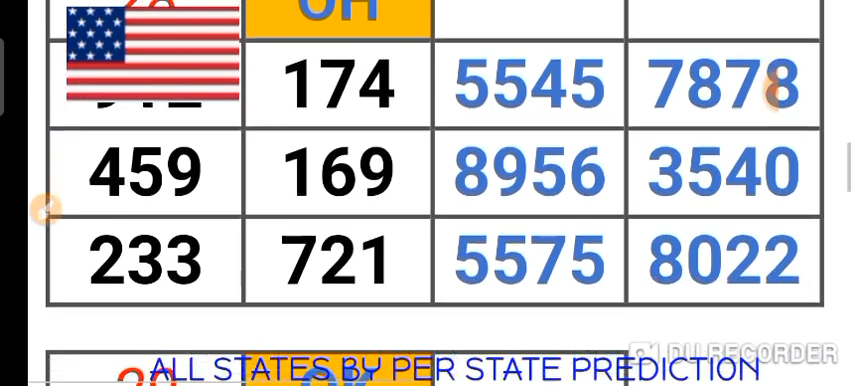 OH
174 5545 7878
459 169 8956 3540
233 721 5575 8022
DU RECORDER
ALL STATES BY PER STATE PREDICTION